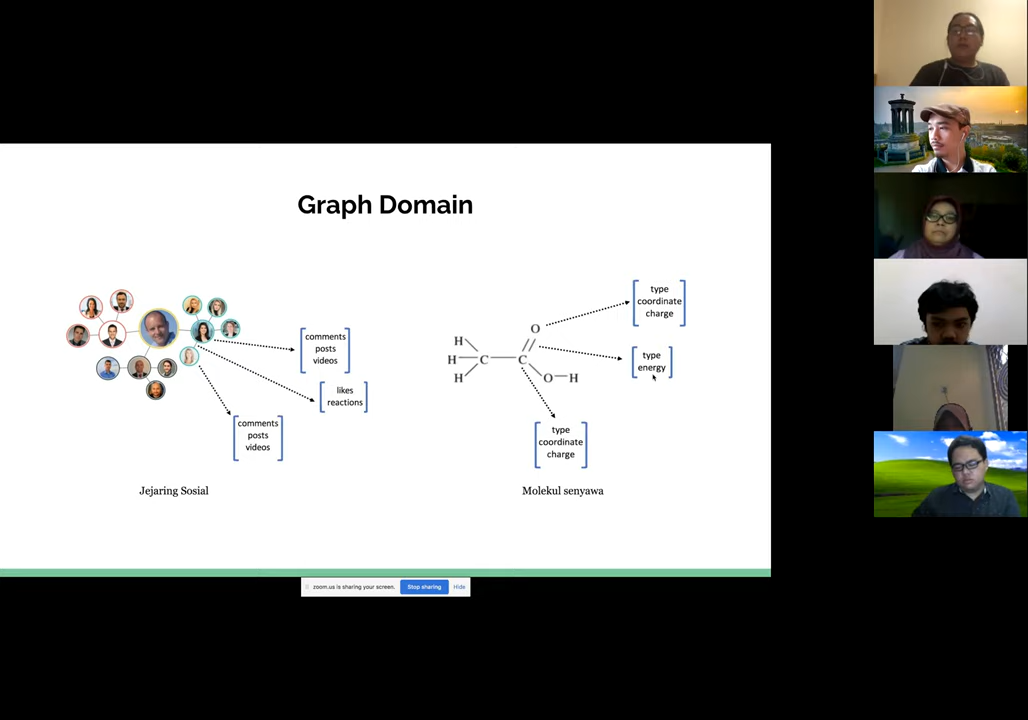 Graph Domain
comments
posts
videos
likes
reactions
comments
posts
videos
Jejaring Sosial
type
coordinate
charge
O
type
energy
H
H
C
C
H
O
H
type
coordinate
charge
Molekul senyawa
zoom.us is sharing your screen.
Stop sharing
Hide